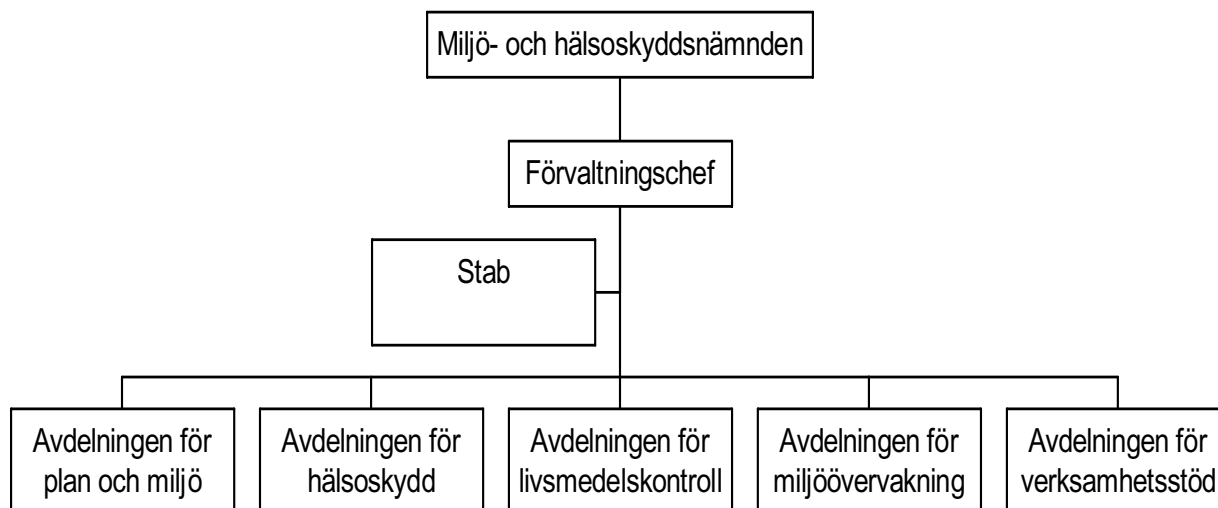 Miljö- och hälsoskyddsnämnden
Förvaltningschef
Stab
Avdelningen för
plan och miljö
Avdelningen för
hälsoskydd
Avdelningen för
livsmedelskontroll
Avdelningen för
miljöövervakning
Avdelningen för
verksamhetsstöd